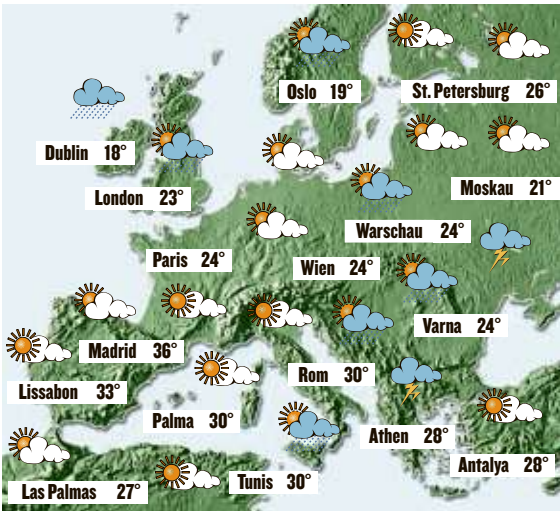 Oslo 19°
St. Petersburg 26°
Dublin 18°
London 23°
Moskau 21°
Warschau 24°
Paris 24°
Wien 24°
Varna 24°
Madrid 36°
Lissabon 33°
Rom 30°
Palma 30°
Athen 28°
Antalya 28°
Las Palmas 27°
Tunis 30°